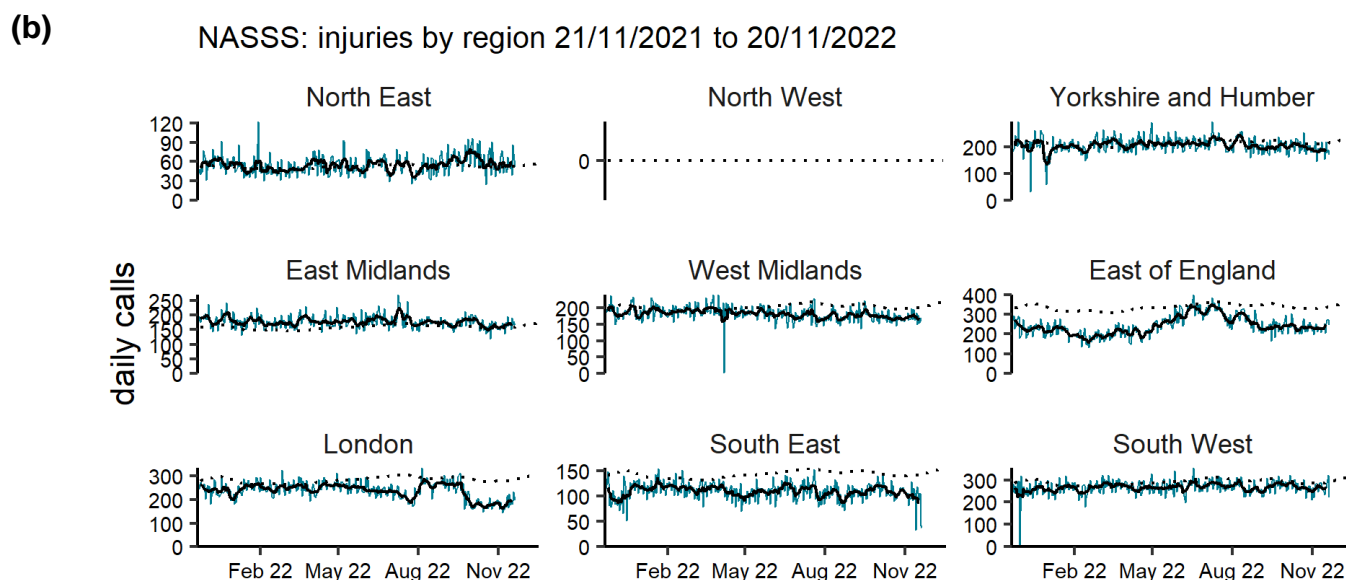 (b)
NASSS: injuries by region 21/11/2021 to 20/11/2022
daily calls
North East
120
90
60
30
0
North West
0
Yorkshire and Humber
200
100
0
East Midlands
250
200
150
100
50
0
West Midlands
200
150
100
50
0
East of England
400
300
200
100
0
London
300
200
100
0
Feb 22 May 22 Aug 22 Nov 22
South East
150
100
50
0
Feb 22 May 22 Aug 22 Nov 22
South West
300
200
100
0
Feb 22 May 22 Aug 22 Nov 22